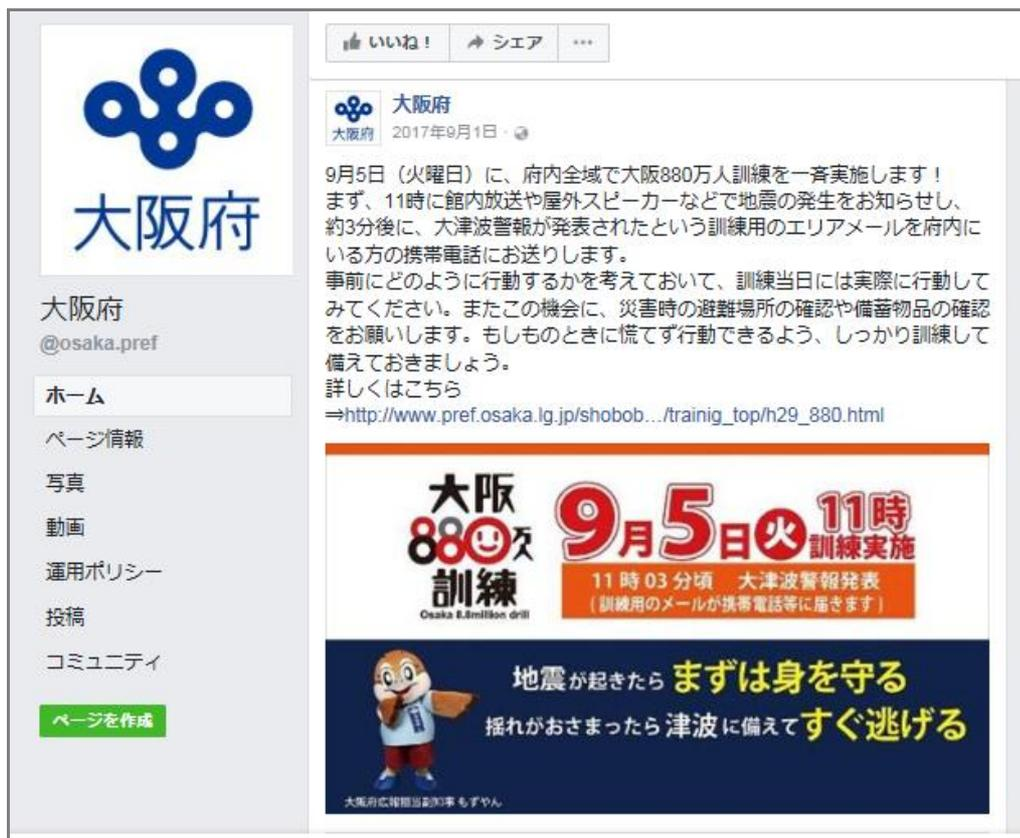 大阪府
大阪府
@osaka.pref
ホーム
ページ情報
写真
動画
運用ポリシー
投稿
コミュニティ
ページを作成
いいね！ シェア ...
大阪府
大阪府
2017年9月1日
9月5日（火曜日）に、府内全域で大阪880万人訓練を一斉実施します！
まず、11時に館内放送や屋外スピーカーなどで地震の発生をお知らせし、
約3分後に、大津波警報が発表されたという訓練用のエリアメールを府内に
いる方の携帯電話にお送りします。
事前にどのように行動するかを考えておいて、訓練当日には実際に行動して
みてください。またこの機会に、災害時の避難場所の確認や備蓄物品の確認
をお願いします。もしものときに慌てず行動できるよう、しっかり訓練して
備えておきましょう。
詳しくはこちら
⇒http://www.pref.osaka.lg.jp/shobob.../trainig_top/h29_880.html
大阪
880万人
訓練
Osaka 8.8million drill
9月5日火 11時
訓練実施
11時03分頃 大津波警報発表
(訓練用のメールが携帯電話等に届きます)
地震が起きたら まずは身を守る
揺れがおさまったら 津波に備えて すぐ逃げる
大阪府広報担当副知事 もずやん